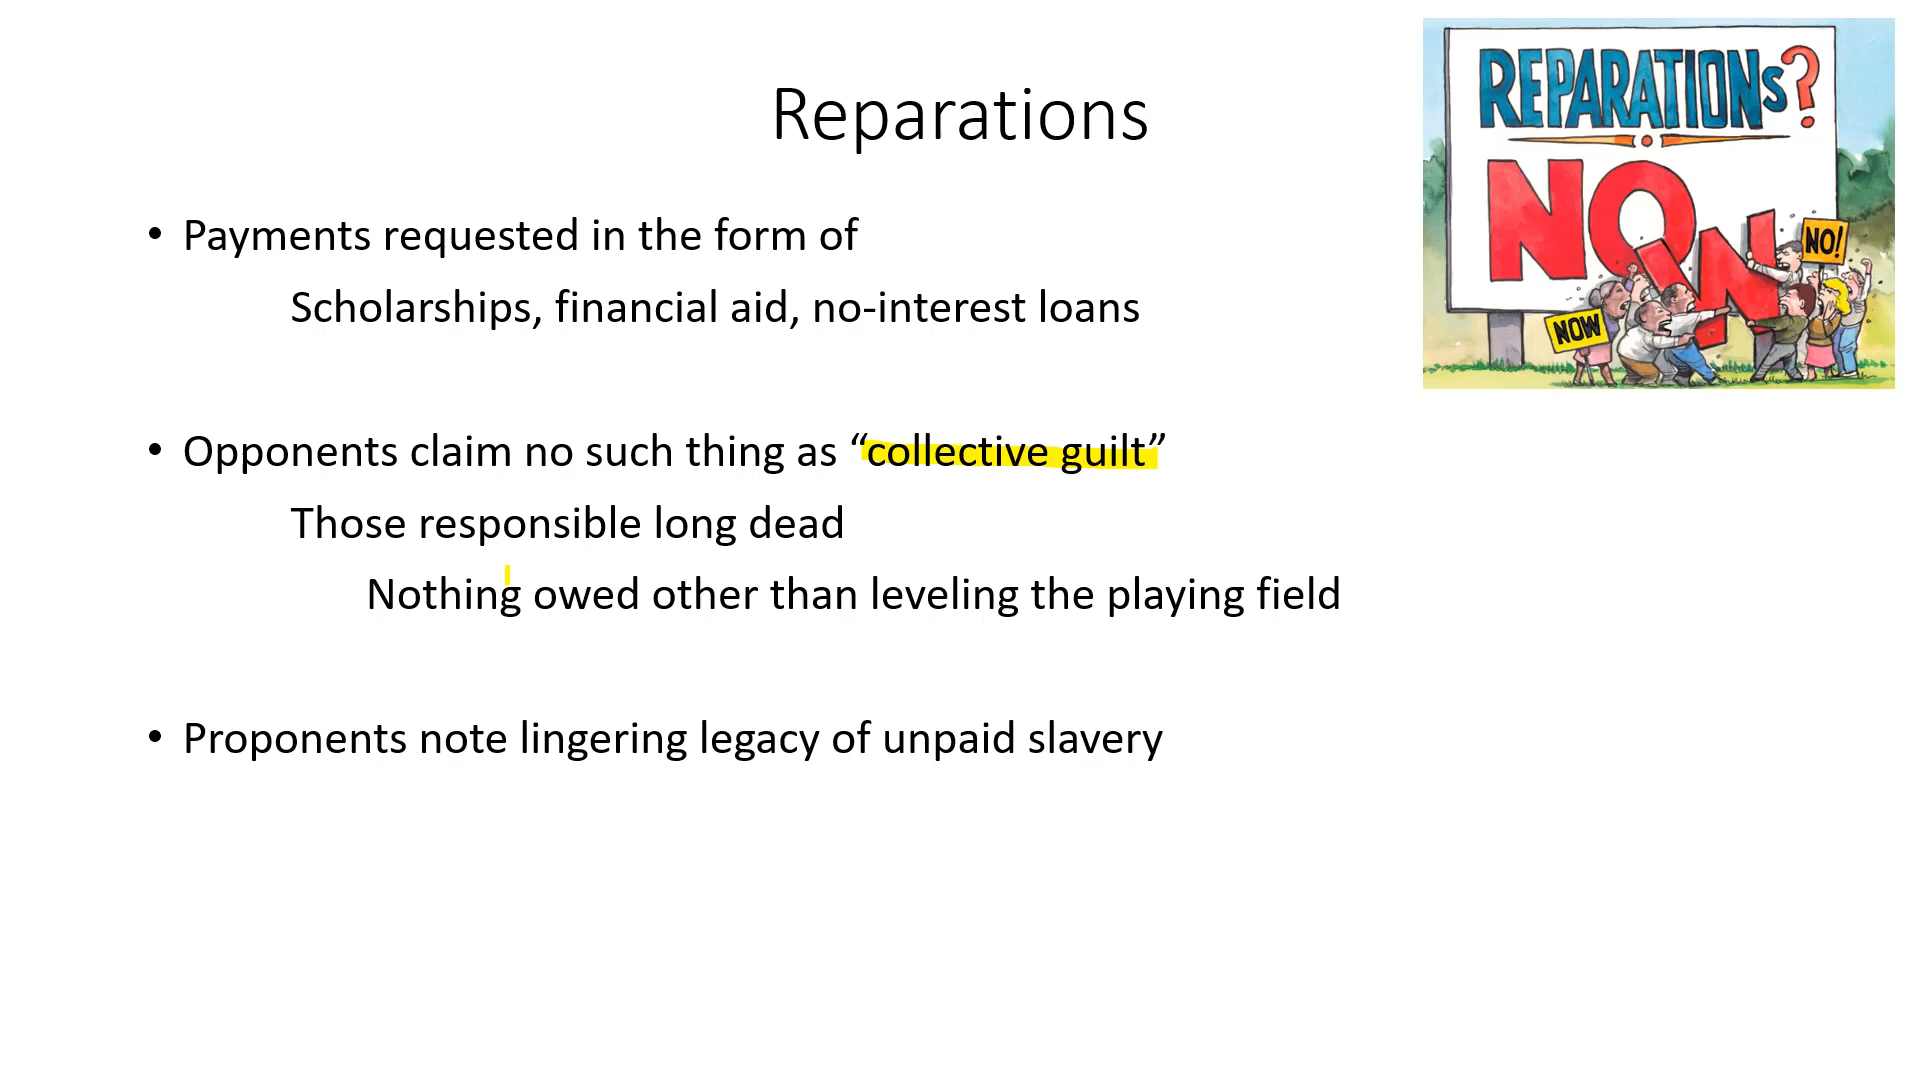 Reparations
• Payments requested in the form of
Scholarships, financial aid, no-interest loans
• Opponents claim no such thing as “collective guilt”
Those responsible long dead
Nothing owed other than leveling the playing field
• Proponents note lingering legacy of unpaid slavery
REPARATIONs?
NO
W
NO!
NOW